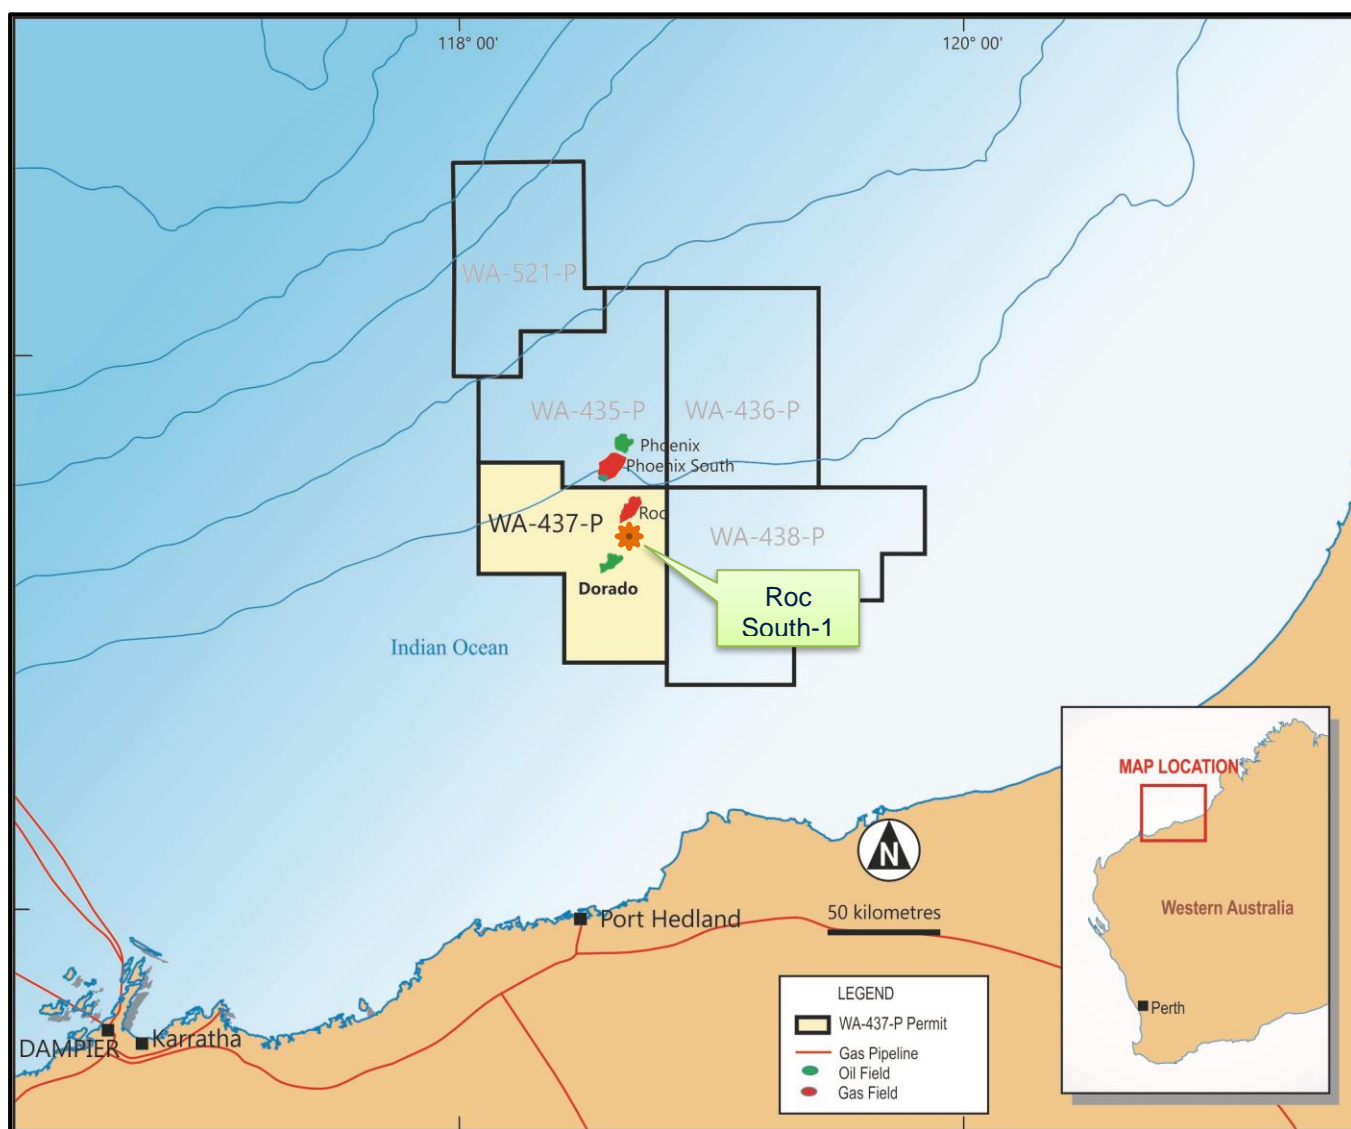 118° 00'
120° 00'
WA-521-P
WA-435-P
WA-436-P
Phoenix
Phoenix South
WA-437-P
Roc
WA-438-P
Dorado
Roc
South-1
Indian Ocean
MAP LOCATION
Western Australia
Perth
N
50 kilometres
Port Hedland
DAMPIER
Karratha
LEGEND
WA-437-P Permit
Gas Pipeline
Oil Field
Gas Field